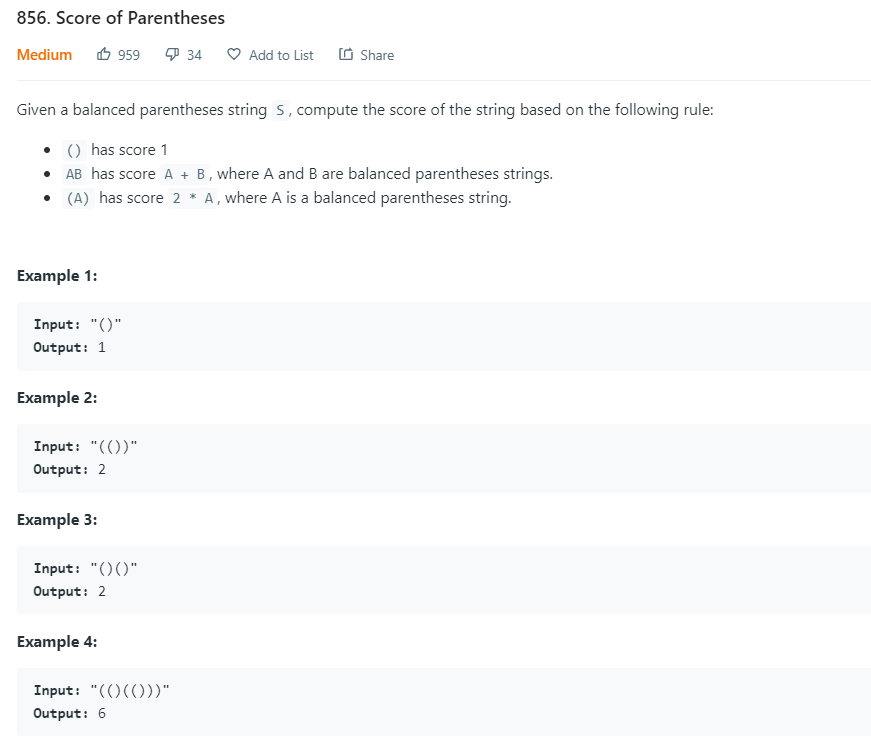 856. Score of Parentheses
Medium 959 34 Add to List Share
Given a balanced parentheses string S, compute the score of the string based on the following rule:
• () has score 1
• AB has score A + B, where A and B are balanced parentheses strings.
• (A) has score 2 * A, where A is a balanced parentheses string.
Example 1:
Input: "()"
Output: 1
Example 2:
Input: "(())"
Output: 2
Example 3:
Input: "()()"
Output: 2
Example 4:
Input: "(()(()))"
Output: 6